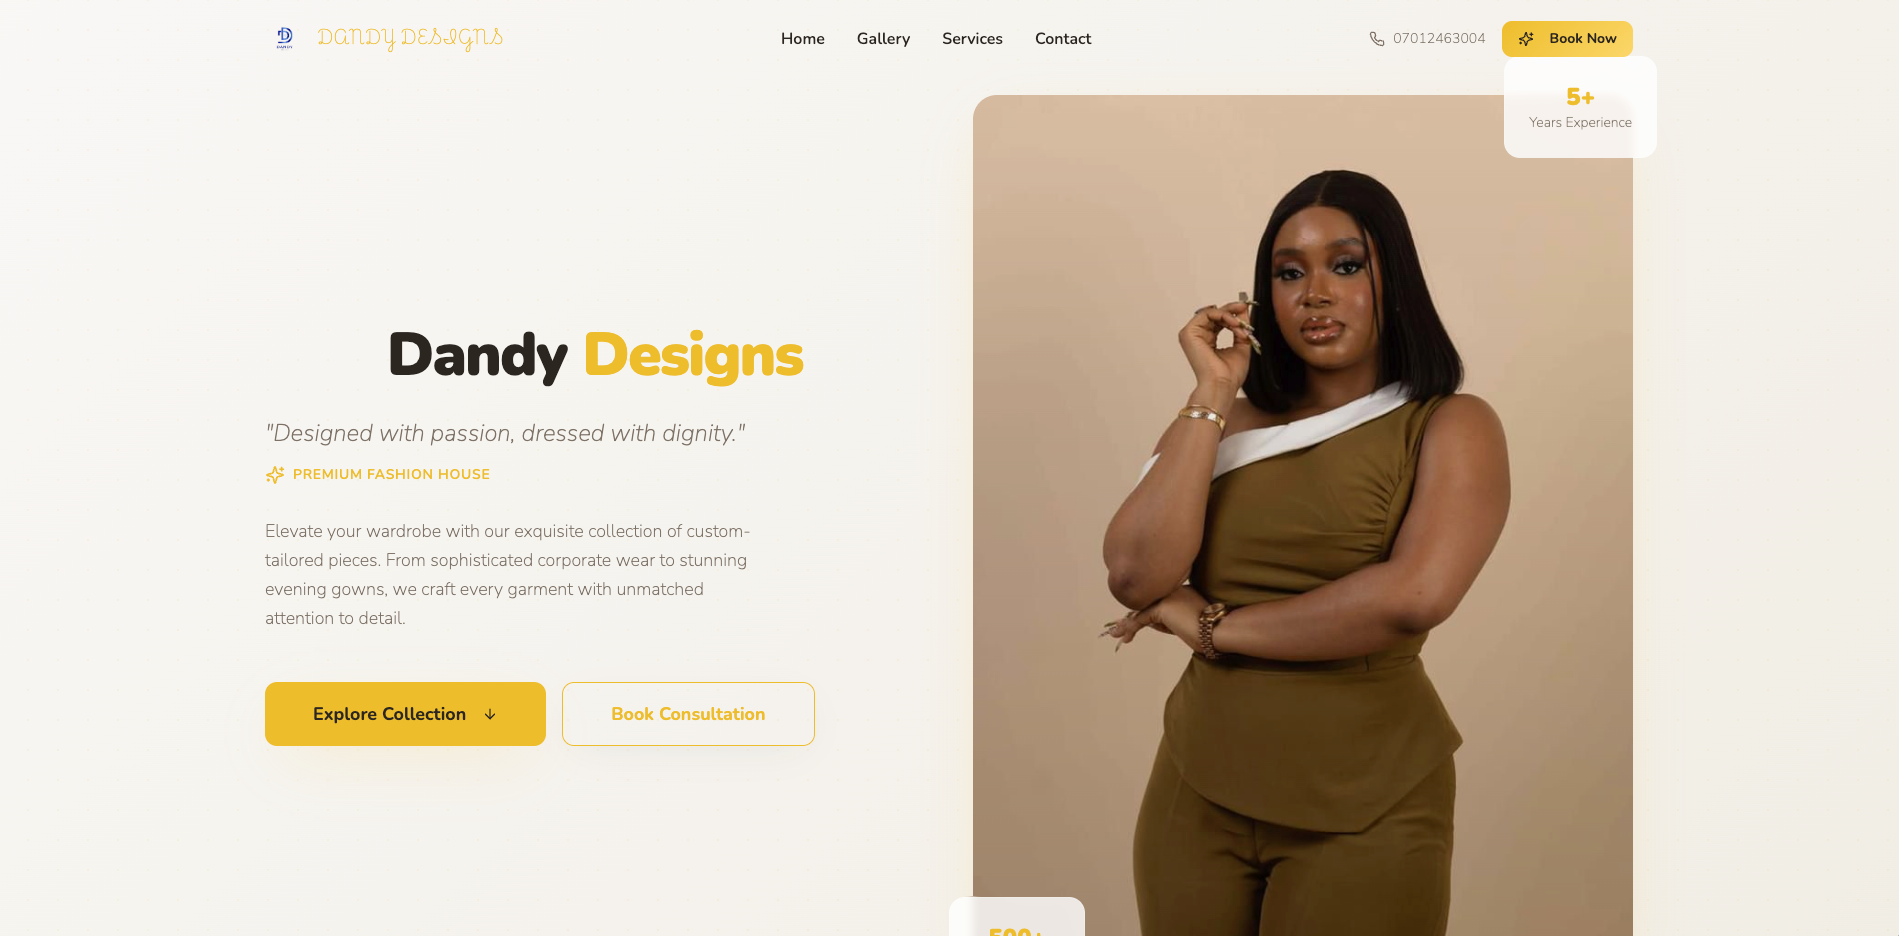 DANDY
DANDY DESIGNS
Home
Gallery
Services
Contact
07012463004
Book Now
5+
Years Experience
Dandy Designs
"Designed with passion, dressed with dignity."
PREMIUM FASHION HOUSE
Elevate your wardrobe with our exquisite collection of custom-
tailored pieces. From sophisticated corporate wear to stunning
evening gowns, we craft every garment with unmatched
attention to detail.
Explore Collection
Book Consultation
500+